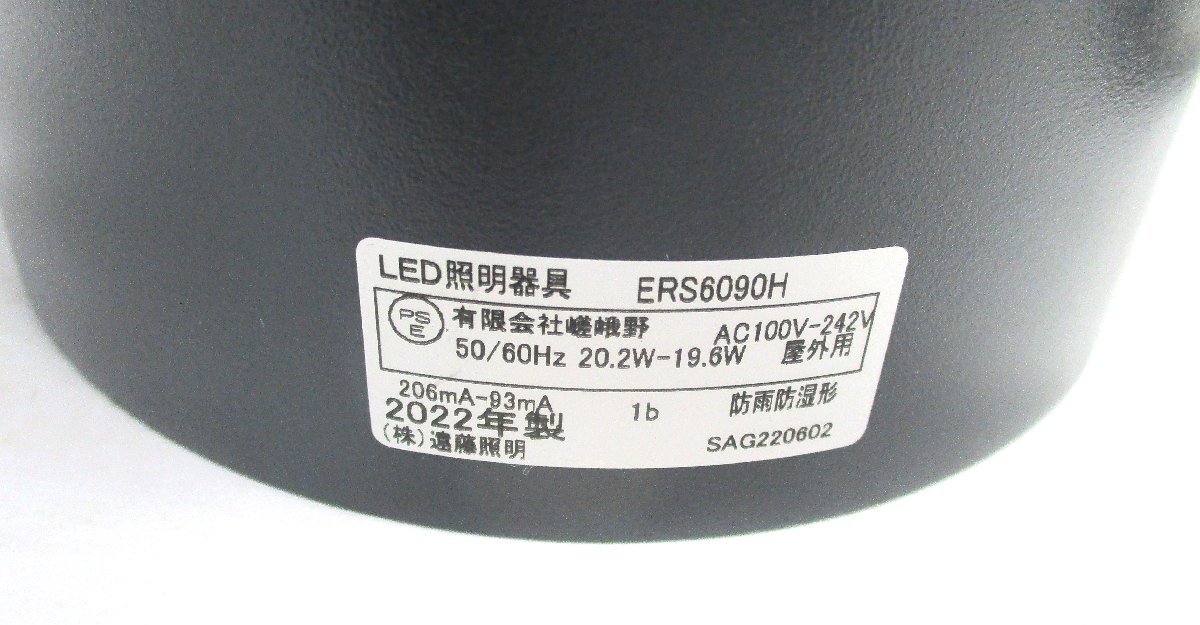 LED照明器具 ERS6090H
PS
E
有限会社嵯峨野 AC100V-242V
50/60Hz 20.2W-19.6W 屋外用
206mA-93mA 1b 防雨防湿形
2022年製
(株)遠藤照明 SAG220602